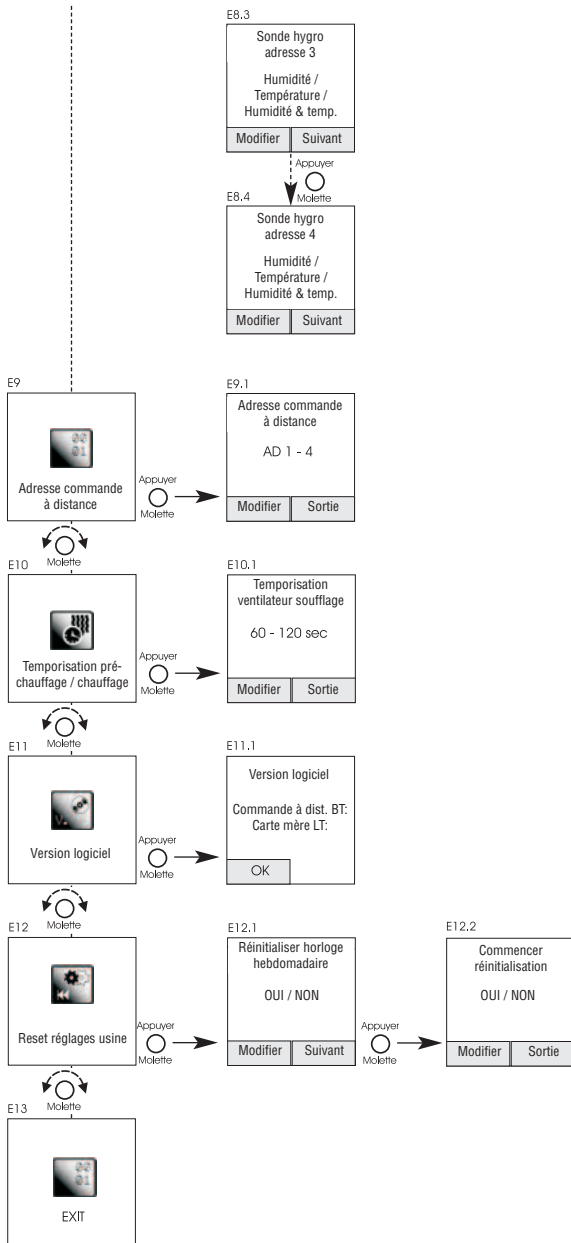 E8.3
Sonde hygro
adresse 3
Humidité /
Température /
Humidité & temp.
Modifier Suivant
Appuyer
Molette
E8.4
Sonde hygro
adresse 4
Humidité /
Température /
Humidité & temp.
Modifier Suivant
E9
00
01
Adresse commande
à distance
Appuyer
Molette
E9.1
Adresse commande
à distance
AD 1 - 4
Modifier Sortie
Molette
E10
Temporisation pré-
chauffage / chauffage
Appuyer
Molette
E10.1
Temporisation
ventilateur soufflage
60 - 120 sec
Modifier Sortie
Molette
E11
V.
Version logiciel
Appuyer
Molette
E11.1
Version logiciel
Commande à dist. BT:
Carte mère LT:
OK
Molette
E12
Reset réglages usine
Appuyer
Molette
E12.1
Réinitialiser horloge
hebdomadaire
OUI / NON
Modifier Suivant
Appuyer
Molette
E12.2
Commencer
réinitialisation
OUI / NON
Modifier Sortie
Molette
E13
00
01
EXIT